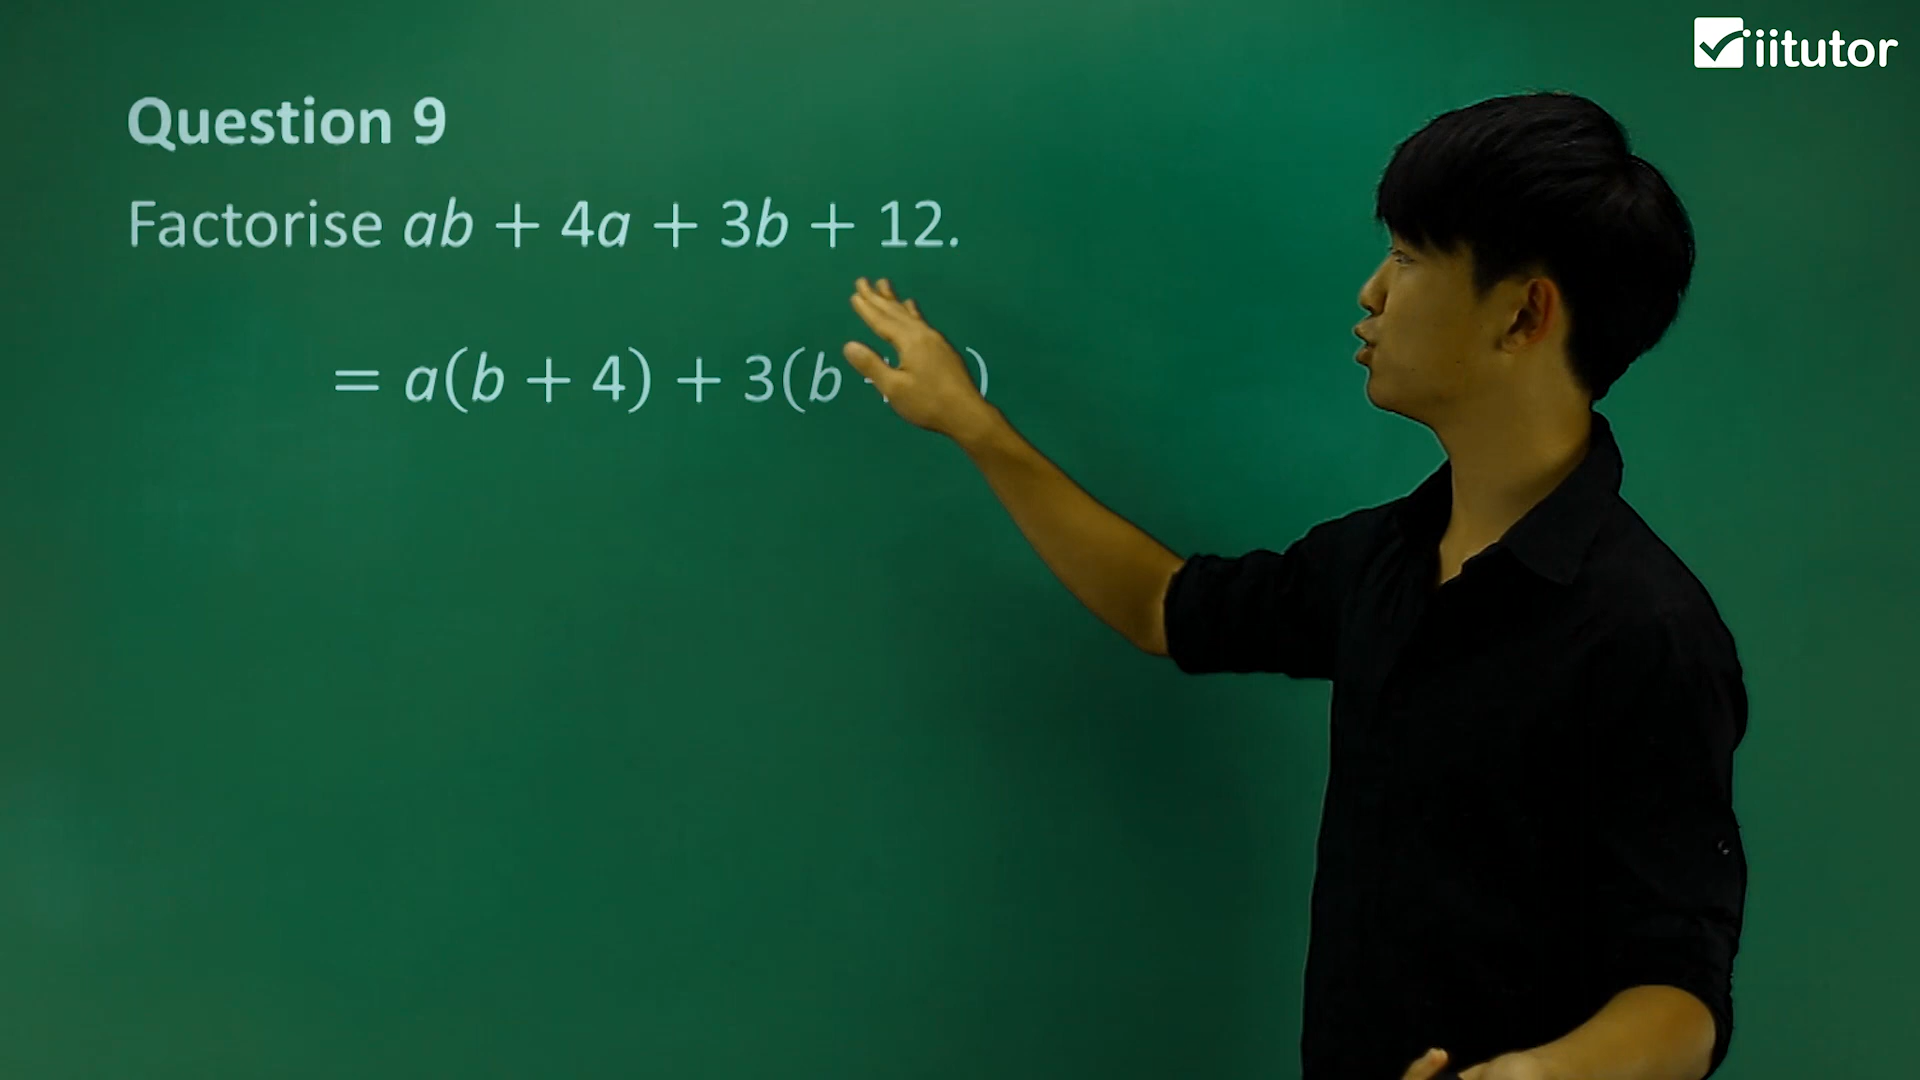 iitutor
Question 9
Factorise ab + 4a + 3b + 12.
= a(b + 4) + 3(b + )